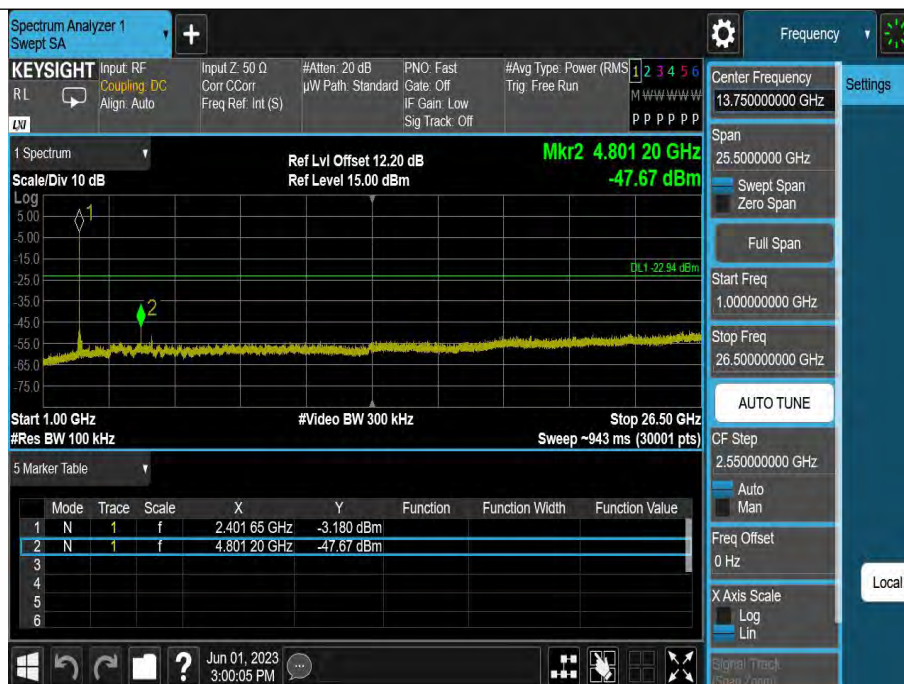 Spectrum Analyzer 1
Swept SA
Frequency
KEYSIGHT
RL
LXI
Input: RF
Coupling: DC
Align: Auto
Input Z: 50 Ω
Corr CCorr
Freq Ref: Int (S)
#Atten: 20 dB
µW Path: Standard
PNO: Fast
Gate: Off
IF Gain: Low
Sig Track: Off
#Avg Type: Power (RMS
Trig: Free Run
1 2 3 4 5 6
M W W W W W
P P P P P P
1 Spectrum
Scale/Div 10 dB
Ref Lvl Offset 12.20 dB
Ref Level 15.00 dBm
Mkr2 4.801 20 GHz
-47.67 dBm
Log
5.00
-5.00
-15.0
-25.0
-35.0
-45.0
-55.0
-65.0
-75.0
1
2
DL1 -22.94 dBm
Start 1.00 GHz
#Video BW 300 kHz
Stop 26.50 GHz
#Res BW 100 kHz
Sweep ~943 ms (30001 pts)
5 Marker Table
Mode Trace Scale X Y Function Function Width Function Value
1 N 1 f 2.401 65 GHz -3.180 dBm
2 N 1 f 4.801 20 GHz -47.67 dBm
3
4
5
6
Jun 01, 2023
3:00:05 PM
Center Frequency
13.750000000 GHz
Settings
Span
25.5000000 GHz
Swept Span
Zero Span
Full Span
Start Freq
1.000000000 GHz
Stop Freq
26.500000000 GHz
AUTO TUNE
CF Step
2.550000000 GHz
Auto
Man
Freq Offset
0 Hz
Local
X Axis Scale
Log
Lin
Signal Track
(Span Zoom)